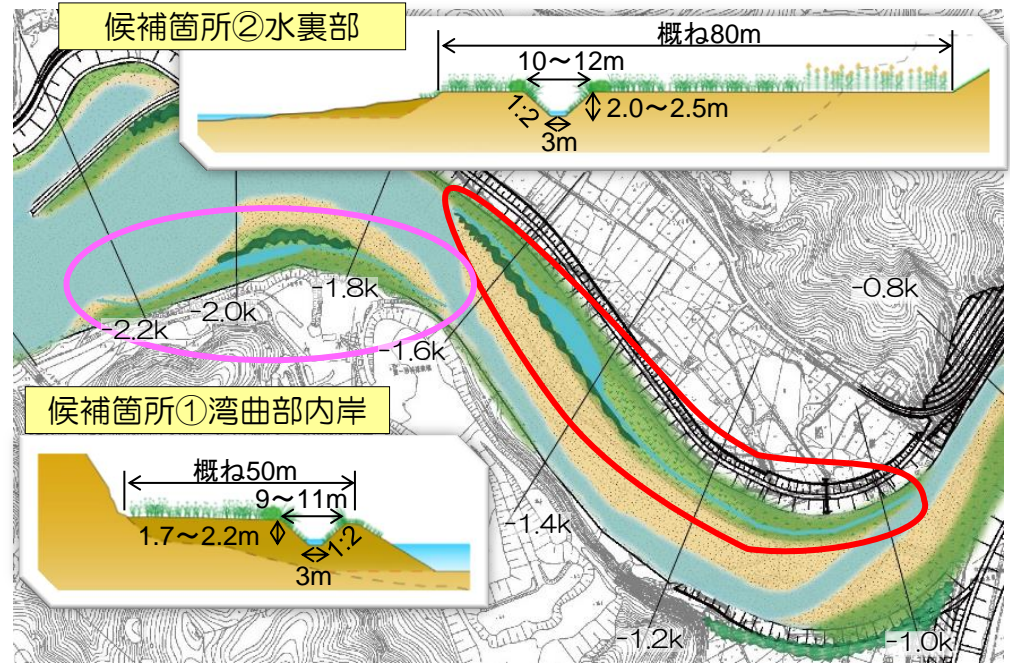 候補箇所②水裏部
概ね80m
10～12m
1:2
2.0～2.5m
3m
-0.8k
-1.8k
-2.0k
-2.2k
-1.6k
候補箇所①湾曲部内岸
概ね50m
9～11m
1.7～2.2m
1:2
3m
-1.4k
-1.2k
-1.0k